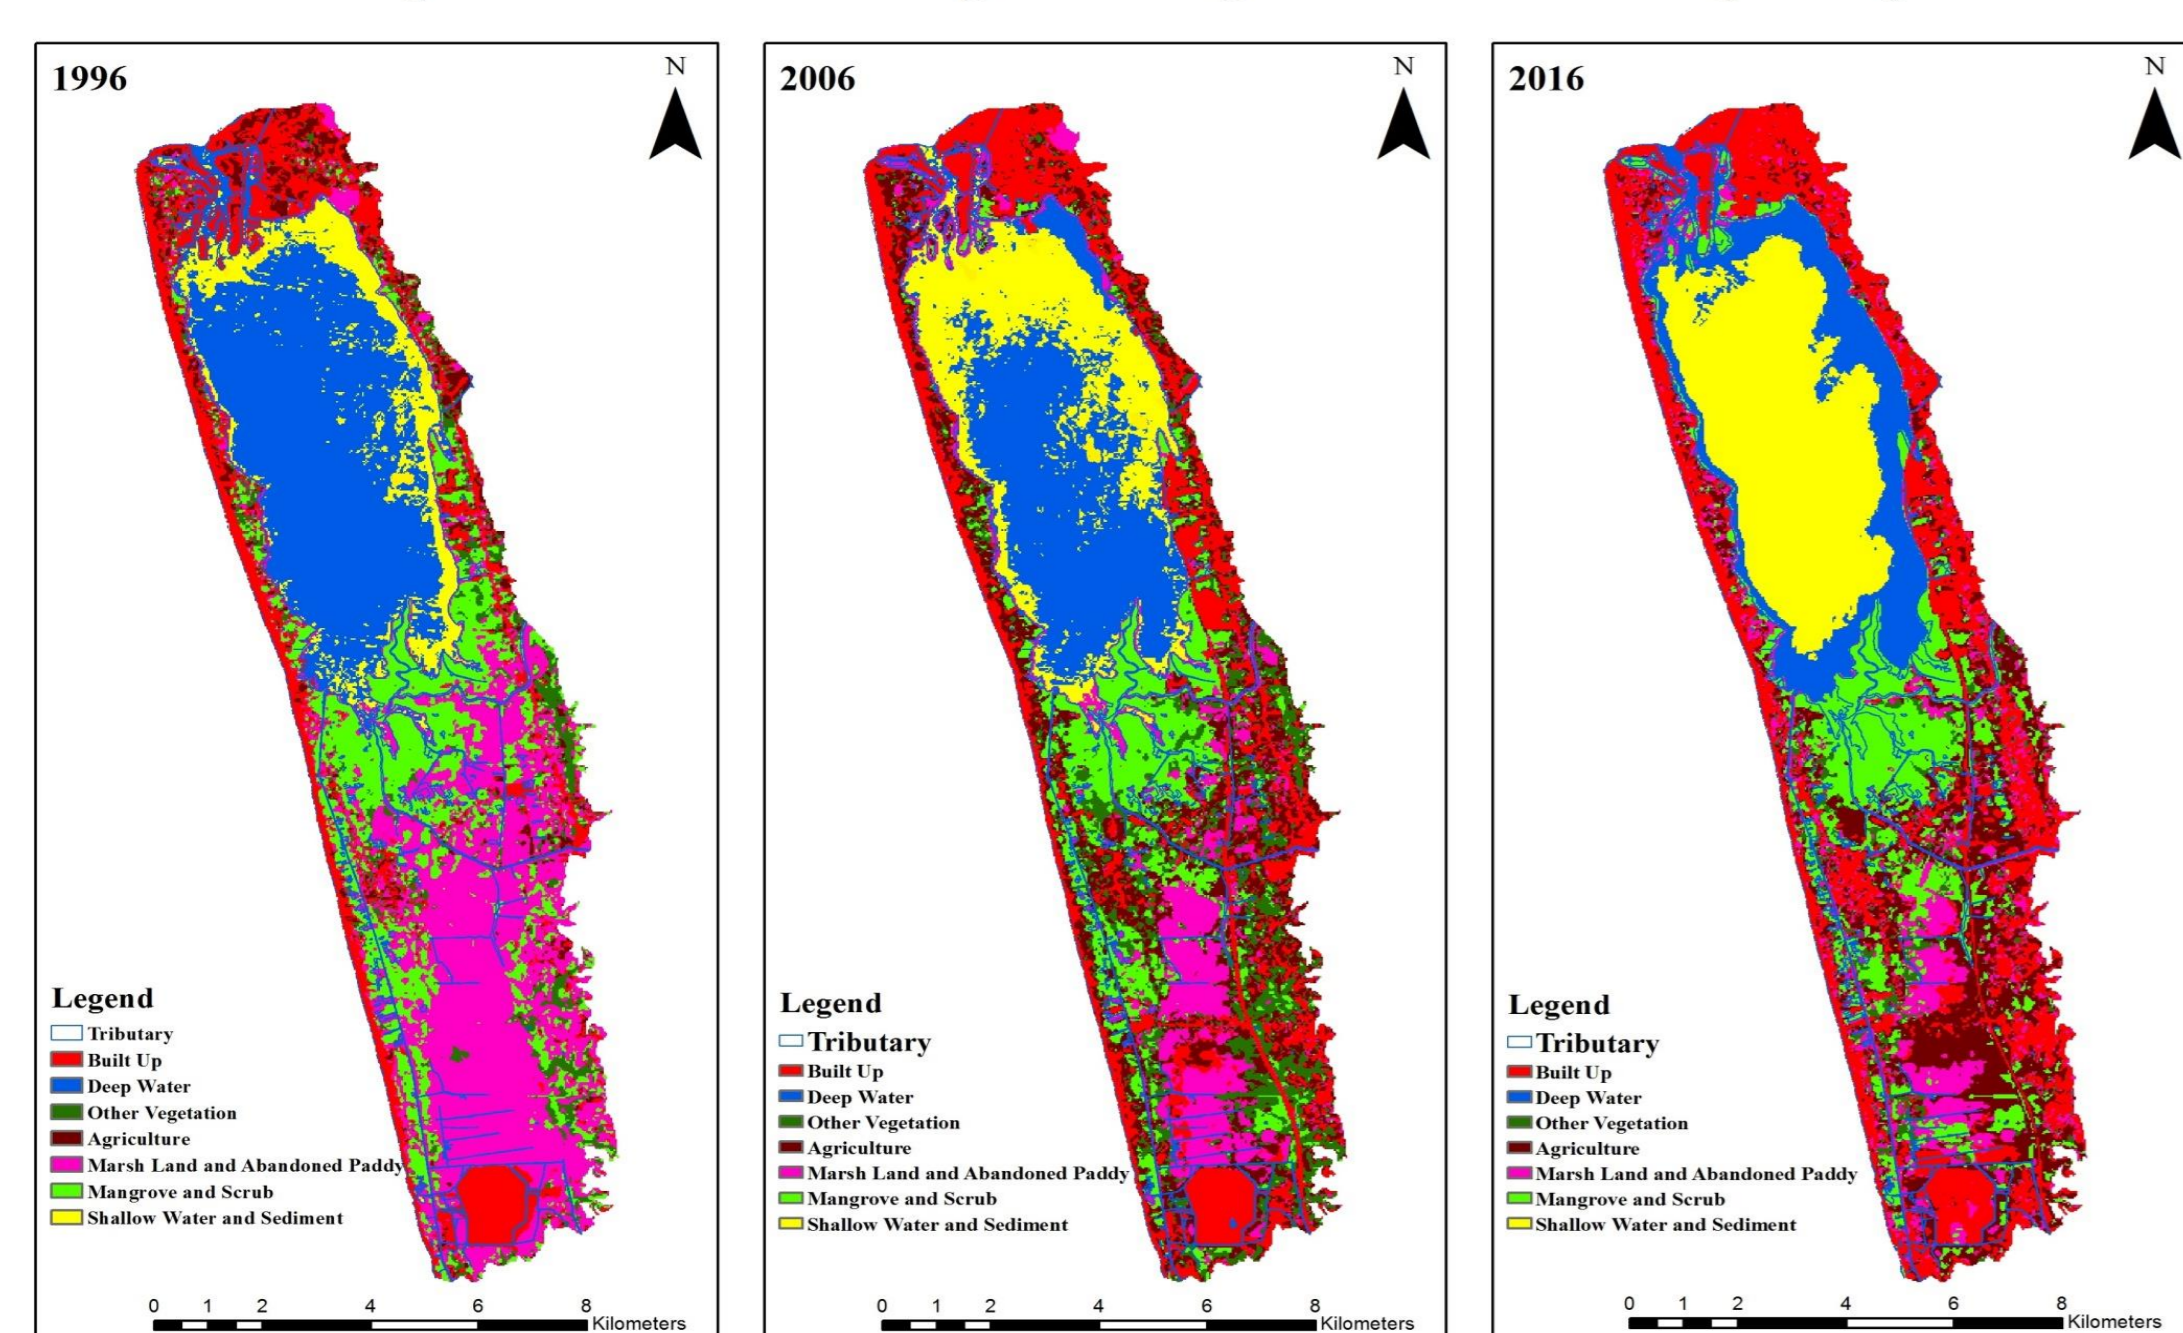 1996
N
Legend
Tributary
Built Up
Deep Water
Other Vegetation
Agriculture
Marsh Land and Abandoned Paddy
Mangrove and Scrub
Shallow Water and Sediment
0 1 2 4 6 8
Kilometers
2006
N
Legend
Tributary
Built Up
Deep Water
Other Vegetation
Agriculture
Marsh Land and Abandoned Paddy
Mangrove and Scrub
Shallow Water and Sediment
0 1 2 4 6 8
Kilometers
2016
N
Legend
Tributary
Built Up
Deep Water
Other Vegetation
Agriculture
Marsh Land and Abandoned Paddy
Mangrove and Scrub
Shallow Water and Sediment
0 1 2 4 6 8
Kilometers